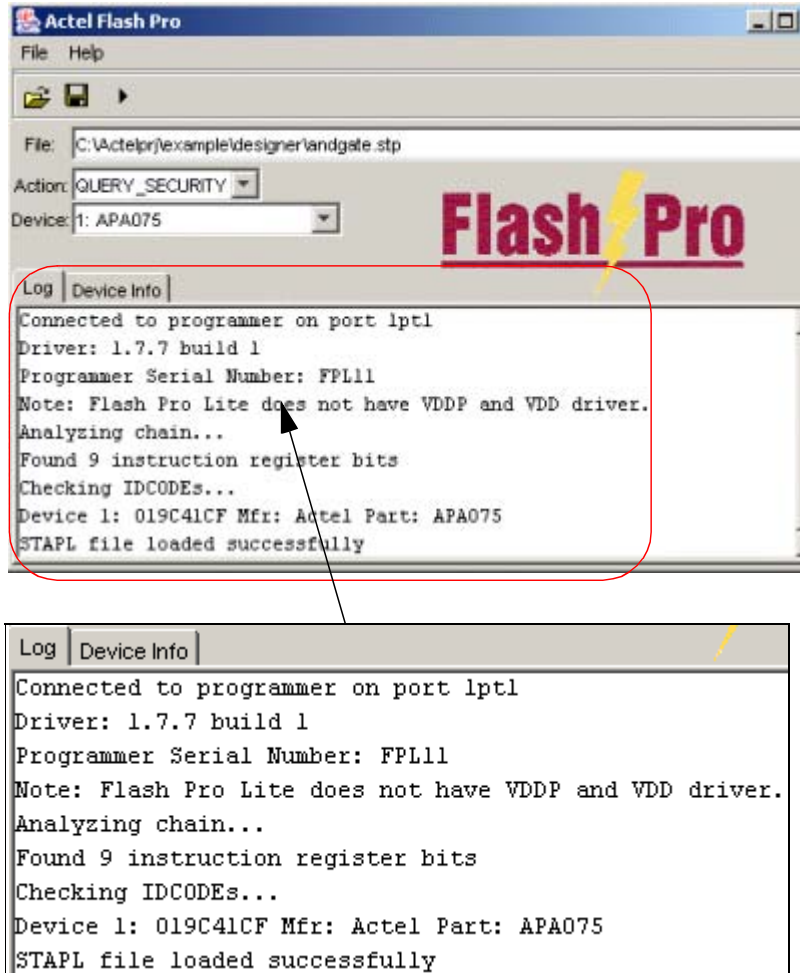 Actel Flash Pro
File Help
File: C:\Actelprj\example\designer\andgate.stp
Action: QUERY_SECURITY
Device: 1: APA075
Flash Pro
Log Device Info
Connected to programmer on port lpt1
Driver: 1.7.7 build 1
Programmer Serial Number: FPL11
Note: Flash Pro Lite does not have VDDP and VDD driver.
Analyzing chain...
Found 9 instruction register bits
Checking IDCODEs...
Device 1: 019C41CF Mfr: Actel Part: APA075
STAPL file loaded successfully
Log Device Info
Connected to programmer on port lpt1
Driver: 1.7.7 build 1
Programmer Serial Number: FPL11
Note: Flash Pro Lite does not have VDDP and VDD driver.
Analyzing chain...
Found 9 instruction register bits
Checking IDCODEs...
Device 1: 019C41CF Mfr: Actel Part: APA075
STAPL file loaded successfully